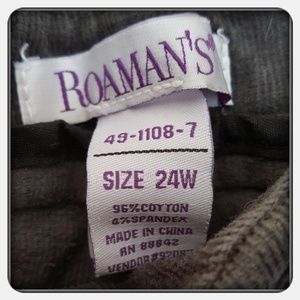 ROAMAN'S
49-1108-7
SIZE 24W
96%COTTON
4%SPANDEX
MADE IN CHINA
RN 88842